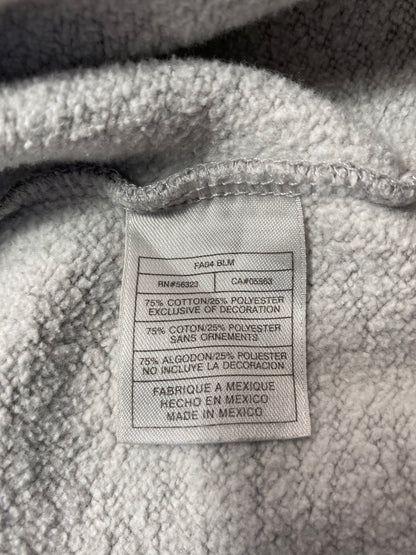 FA04 BLM
RN#56323 CA#05553
75% COTTON/25% POLYESTER
EXCLUSIVE OF DECORATION
75% COTON/25% POLYESTER
SANS ORNEMENTS
75% ALGODON/25% POLIESTER
NO INCLUYE LA DECORACION
FABRIQUE A MEXIQUE
HECHO EN MEXICO
MADE IN MEXICO